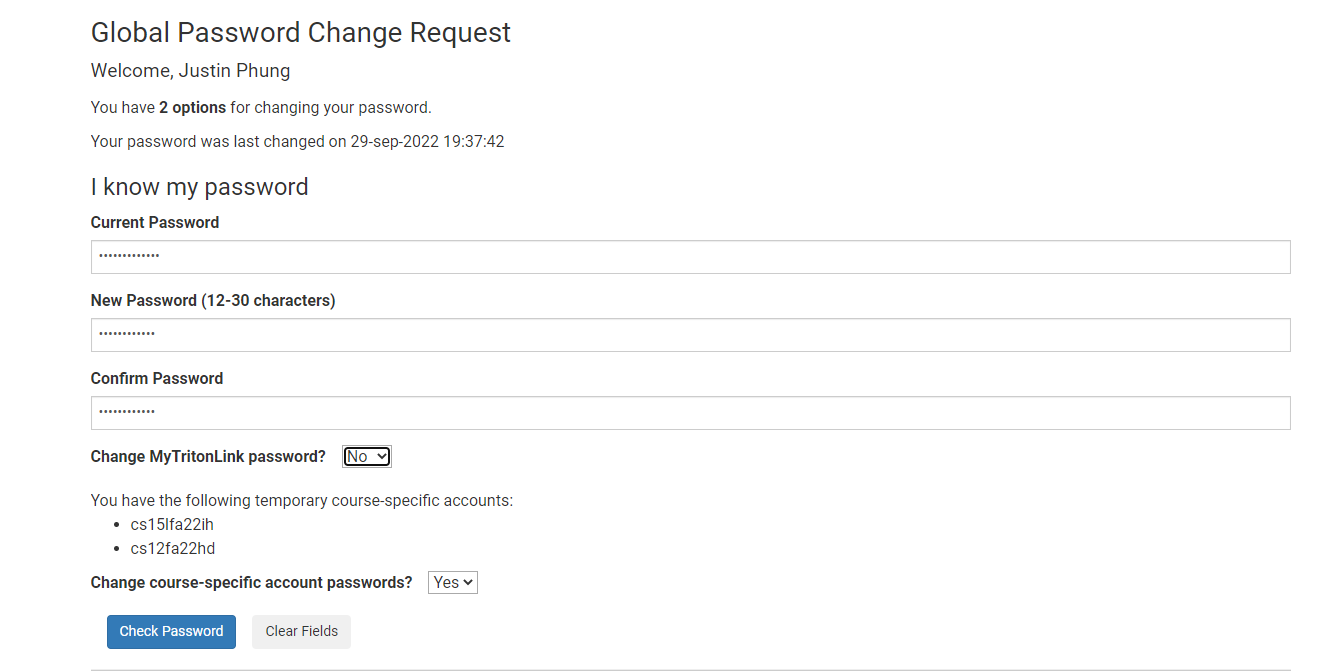 Global Password Change Request
Welcome, Justin Phung
You have 2 options for changing your password.
Your password was last changed on 29-sep-2022 19:37:42
I know my password
Current Password
•••••••••••••
New Password (12-30 characters)
••••••••••••
Confirm Password
••••••••••••
Change MyTritonLink password? No
You have the following temporary course-specific accounts:
• cs15lfa22ih
• cs12fa22hd
Change course-specific account passwords? Yes
Check Password Clear Fields